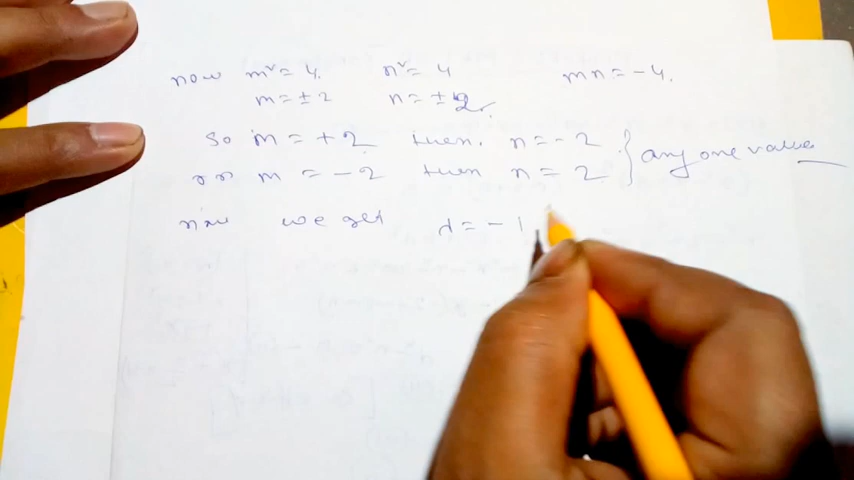 now m² = 4. n² = 4 mn = -4.
m = ±2 n = ±2
So m = +2 then. n = -2
or m = -2 then n = 2 } any one value
now we get λ = -1